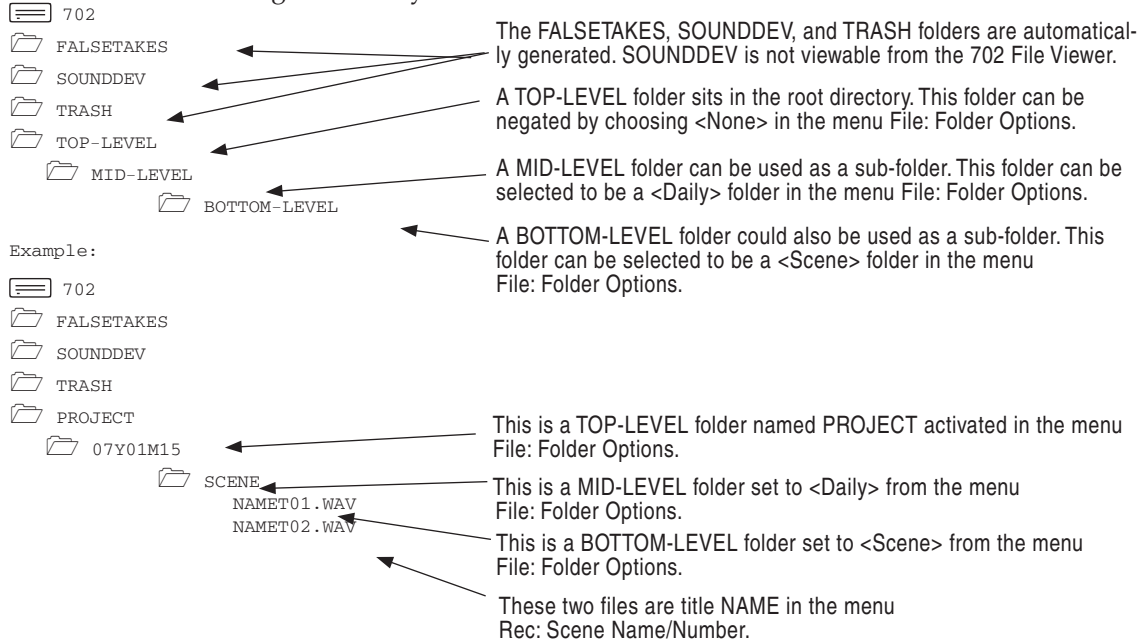 702
FALSETAKES
SOUNDDEV
TRASH
TOP-LEVEL
MID-LEVEL
BOTTOM-LEVEL
The FALSETAKES, SOUNDDEV, and TRASH folders are automatical-
ly generated. SOUNDDEV is not viewable from the 702 File Viewer.
A TOP-LEVEL folder sits in the root directory. This folder can be
negated by choosing <None> in the menu File: Folder Options.
A MID-LEVEL folder can be used as a sub-folder. This folder can be
selected to be a <Daily> folder in the menu File: Folder Options.
A BOTTOM-LEVEL folder could also be used as a sub-folder. This
folder can be selected to be a <Scene> folder in the menu
File: Folder Options.
Example:
702
FALSETAKES
SOUNDDEV
TRASH
PROJECT
07Y01M15
SCENE
NAMET01.WAV
NAMET02.WAV
This is a TOP-LEVEL folder named PROJECT activated in the menu
File: Folder Options.
This is a MID-LEVEL folder set to <Daily> from the menu
File: Folder Options.
This is a BOTTOM-LEVEL folder set to <Scene> from the menu
File: Folder Options.
These two files are title NAME in the menu
Rec: Scene Name/Number.